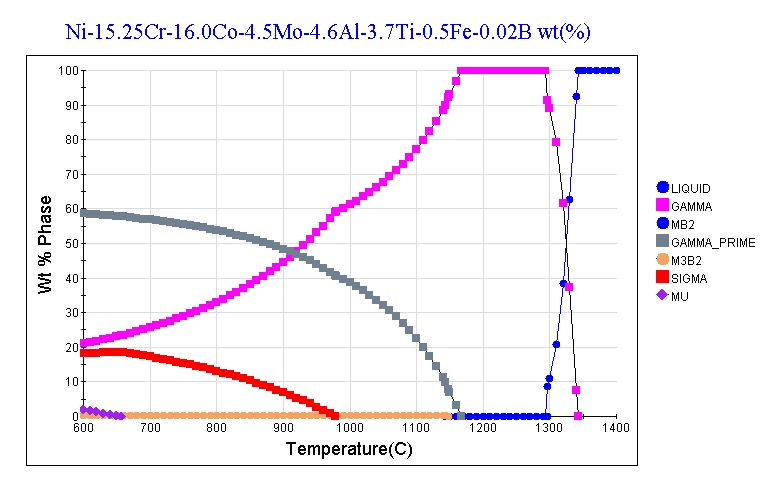 Ni-15.25Cr-16.0Co-4.5Mo-4.6Al-3.7Ti-0.5Fe-0.02B wt(%)
100
90
80
70
60
50
40
30
20
10
0
Wt % Phase
600 700 800 900 1000 1100 1200 1300 1400
Temperature(C)
LIQUID
GAMMA
MB2
GAMMA_PRIME
M3B2
SIGMA
MU